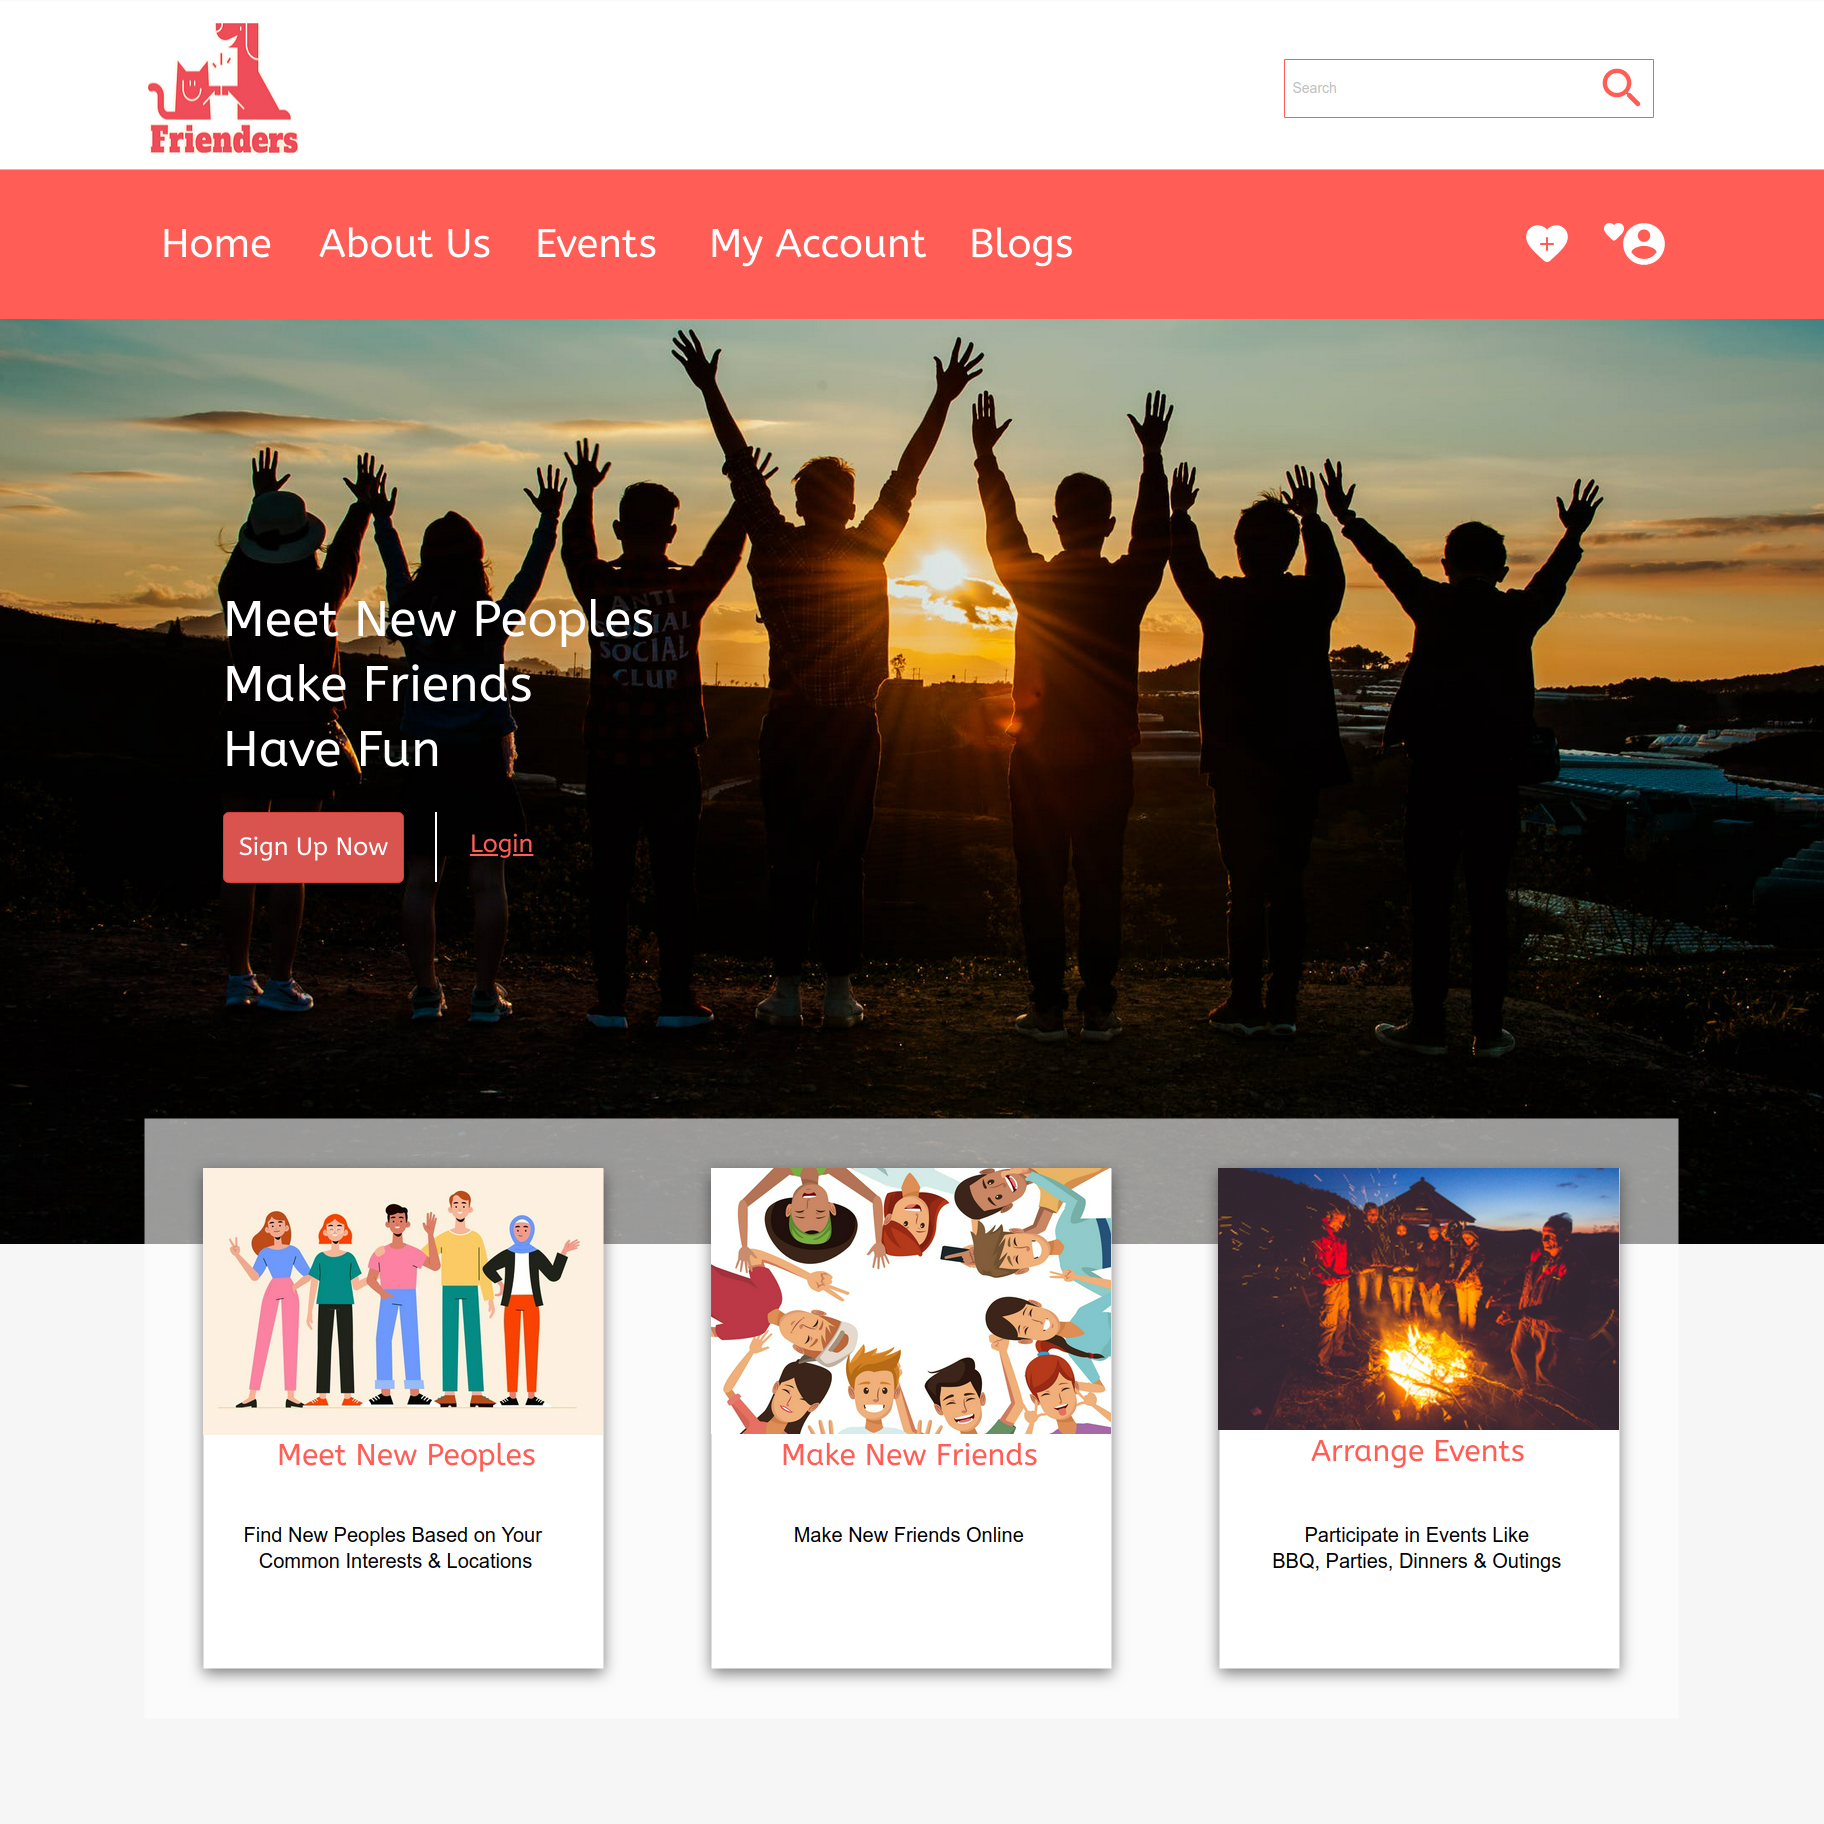 Frienders
Search
Home About Us Events My Account Blogs
ANTI
SOCIAL
SOCIAL
CLUB
Meet New Peoples
Make Friends
Have Fun
Sign Up Now
Login
Meet New Peoples
Find New Peoples Based on Your
Common Interests & Locations
Make New Friends
Make New Friends Online
Arrange Events
Participate in Events Like
BBQ, Parties, Dinners & Outings